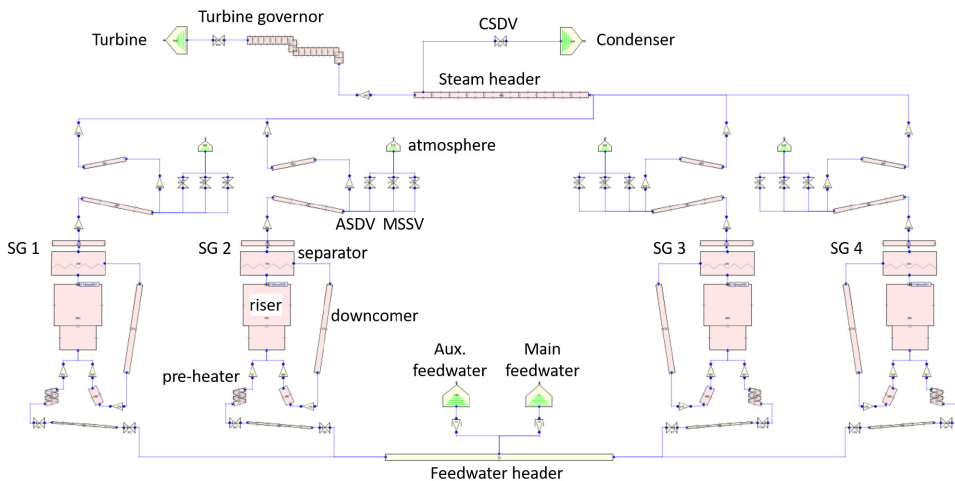 Turbine governor
CSDV
Turbine
Condenser
Steam header
atmosphere
ASDV MSSV
SG 1
SG 2
separator
SG 3
SG 4
riser
downcomer
pre-heater
Aux.
feedwater
Main
feedwater
Feedwater header